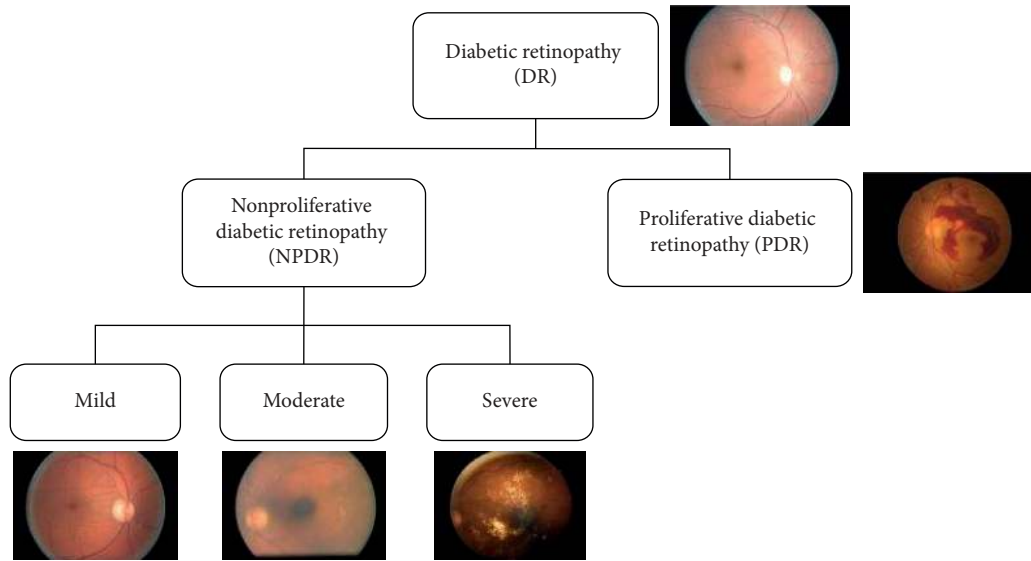 Diabetic retinopathy
(DR)
Nonproliferative
diabetic retinopathy
(NPDR)
Proliferative diabetic
retinopathy (PDR)
Mild
Moderate
Severe